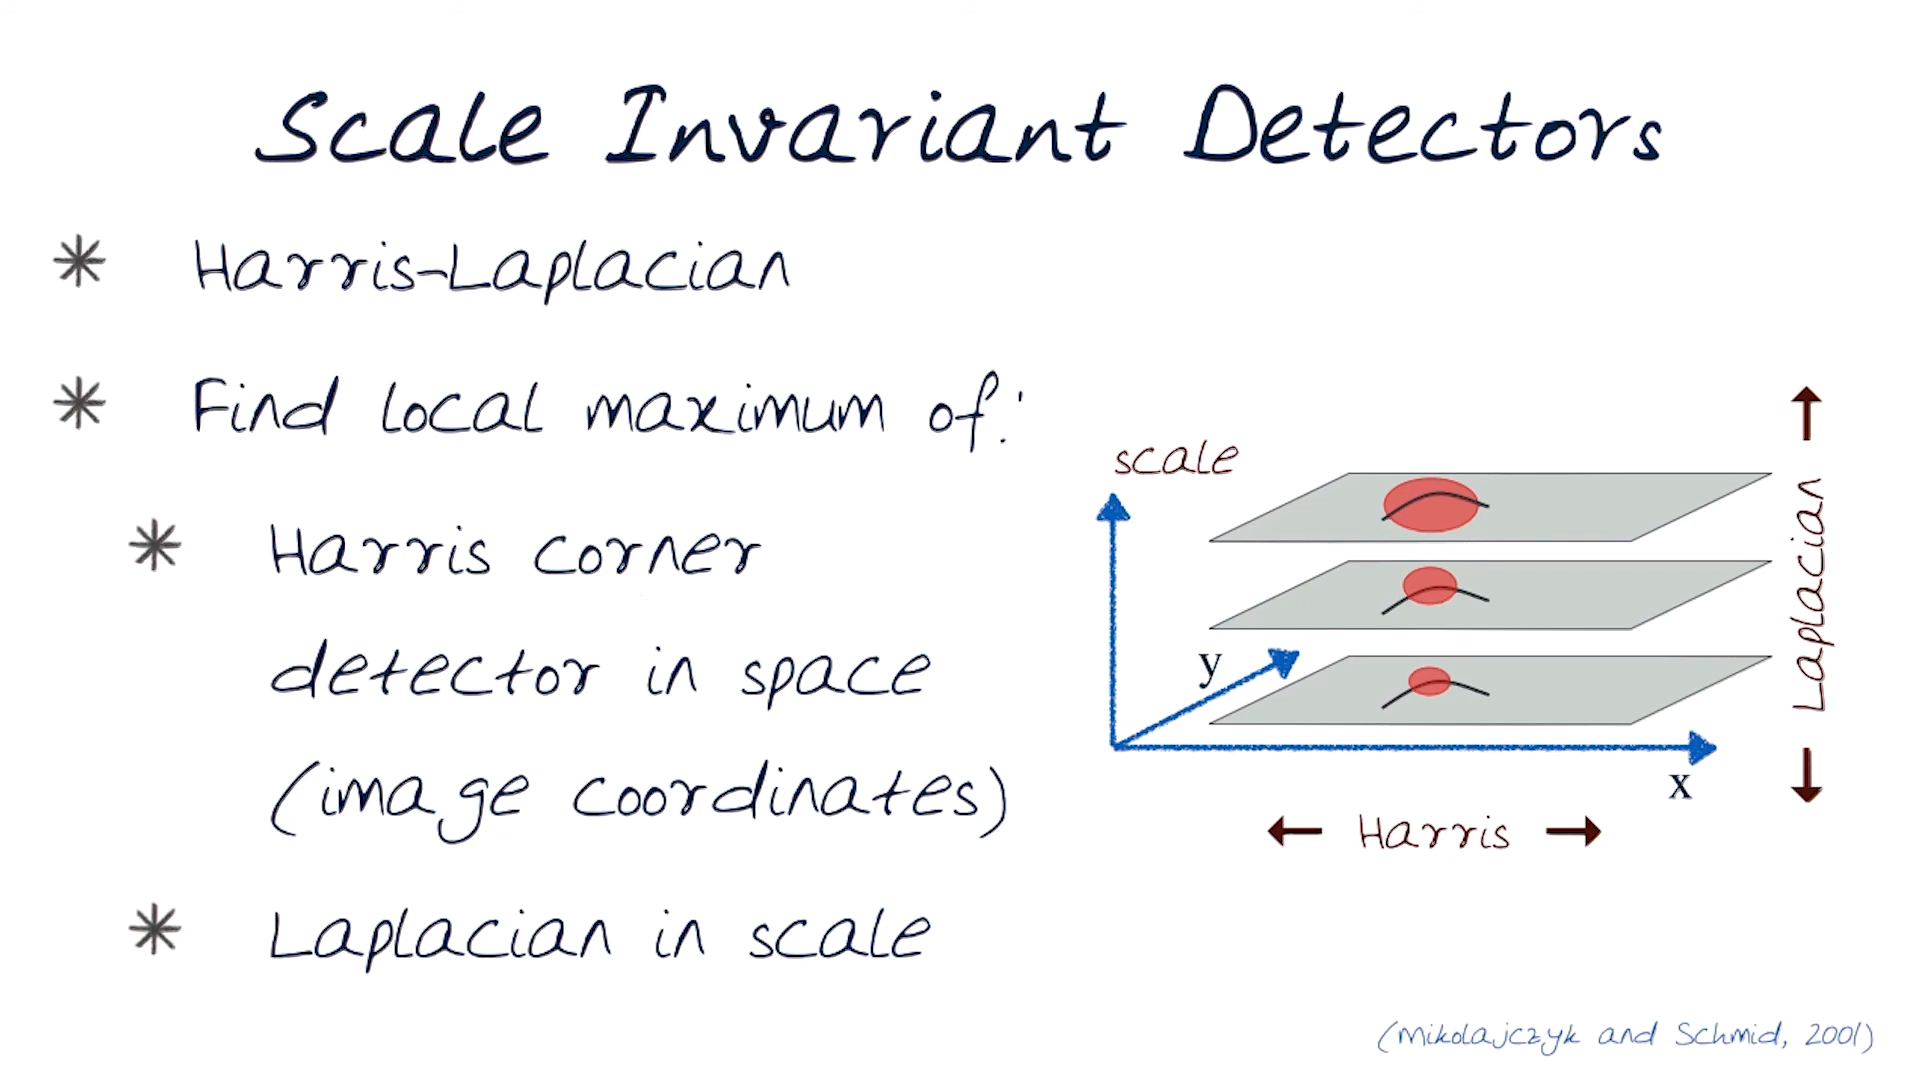 Scale Invariant Detectors
* Harris-Laplacian
* Find local maximum of:
* Harris corner
detector in space
(image coordinates)
* Laplacian in scale
scale
y
x
Laplacian
Harris
(Mikolajczyk and Schmid, 2001)